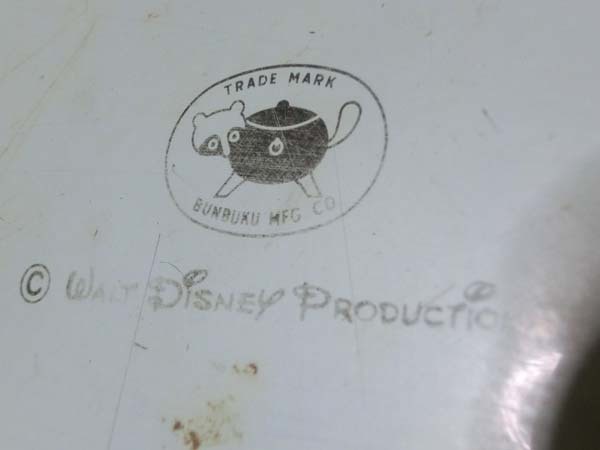 TRADE MARK
BUNBUKU MFG CO
© WALT DISNEY PRODUCTIO